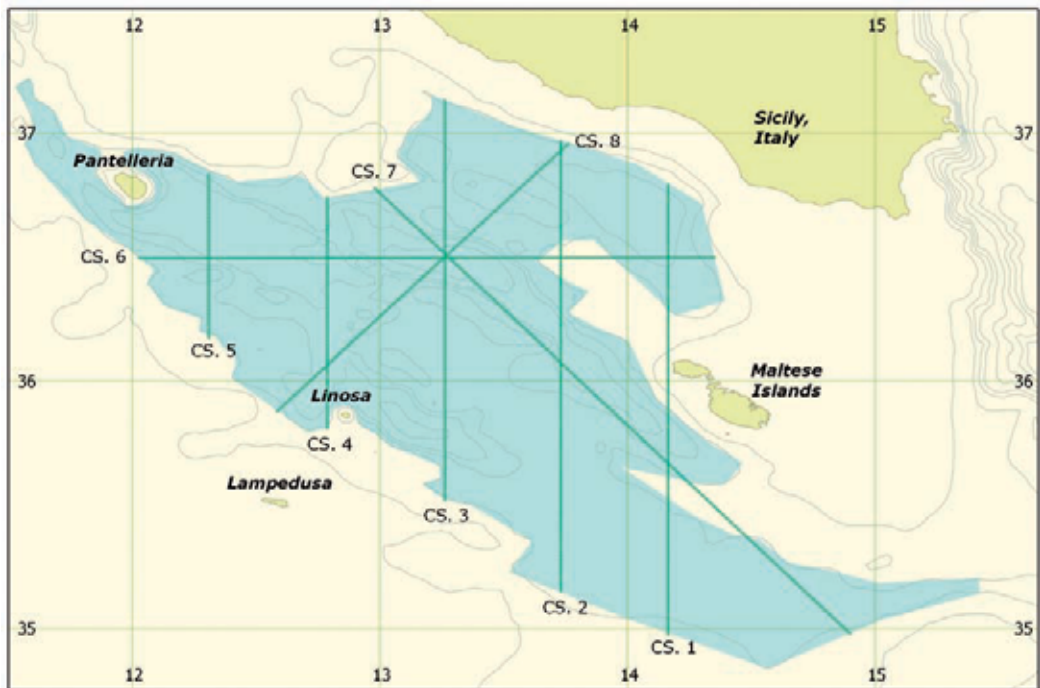 12
13
14
15
Sicily,
Italy
37
37
CS. 8
Pantelleria
CS. 7
CS. 6
36
36
CS. 5
Maltese
Islands
Linosa
CS. 4
Lampedusa
CS. 3
CS. 2
35
35
CS. 1
12
13
14
15